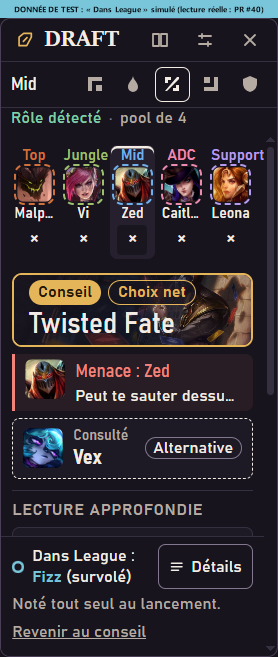 DONNÉE DE TEST : « Dans League » simulé (lecture réelle : PR #40)
DRAFT
Mid
Rôle détecté · pool de 4
Top Jungle Mid ADC Support
Malp... Vi Zed Caitl... Leona
× × × × ×
Conseil Choix net
Twisted Fate
Menace : Zed
Peut te sauter dessu...
Consulté
Vex
Alternative
LECTURE APPROFONDIE
Dans League :
Fizz (survolé)
Détails
Noté tout seul au lancement.
Revenir au conseil